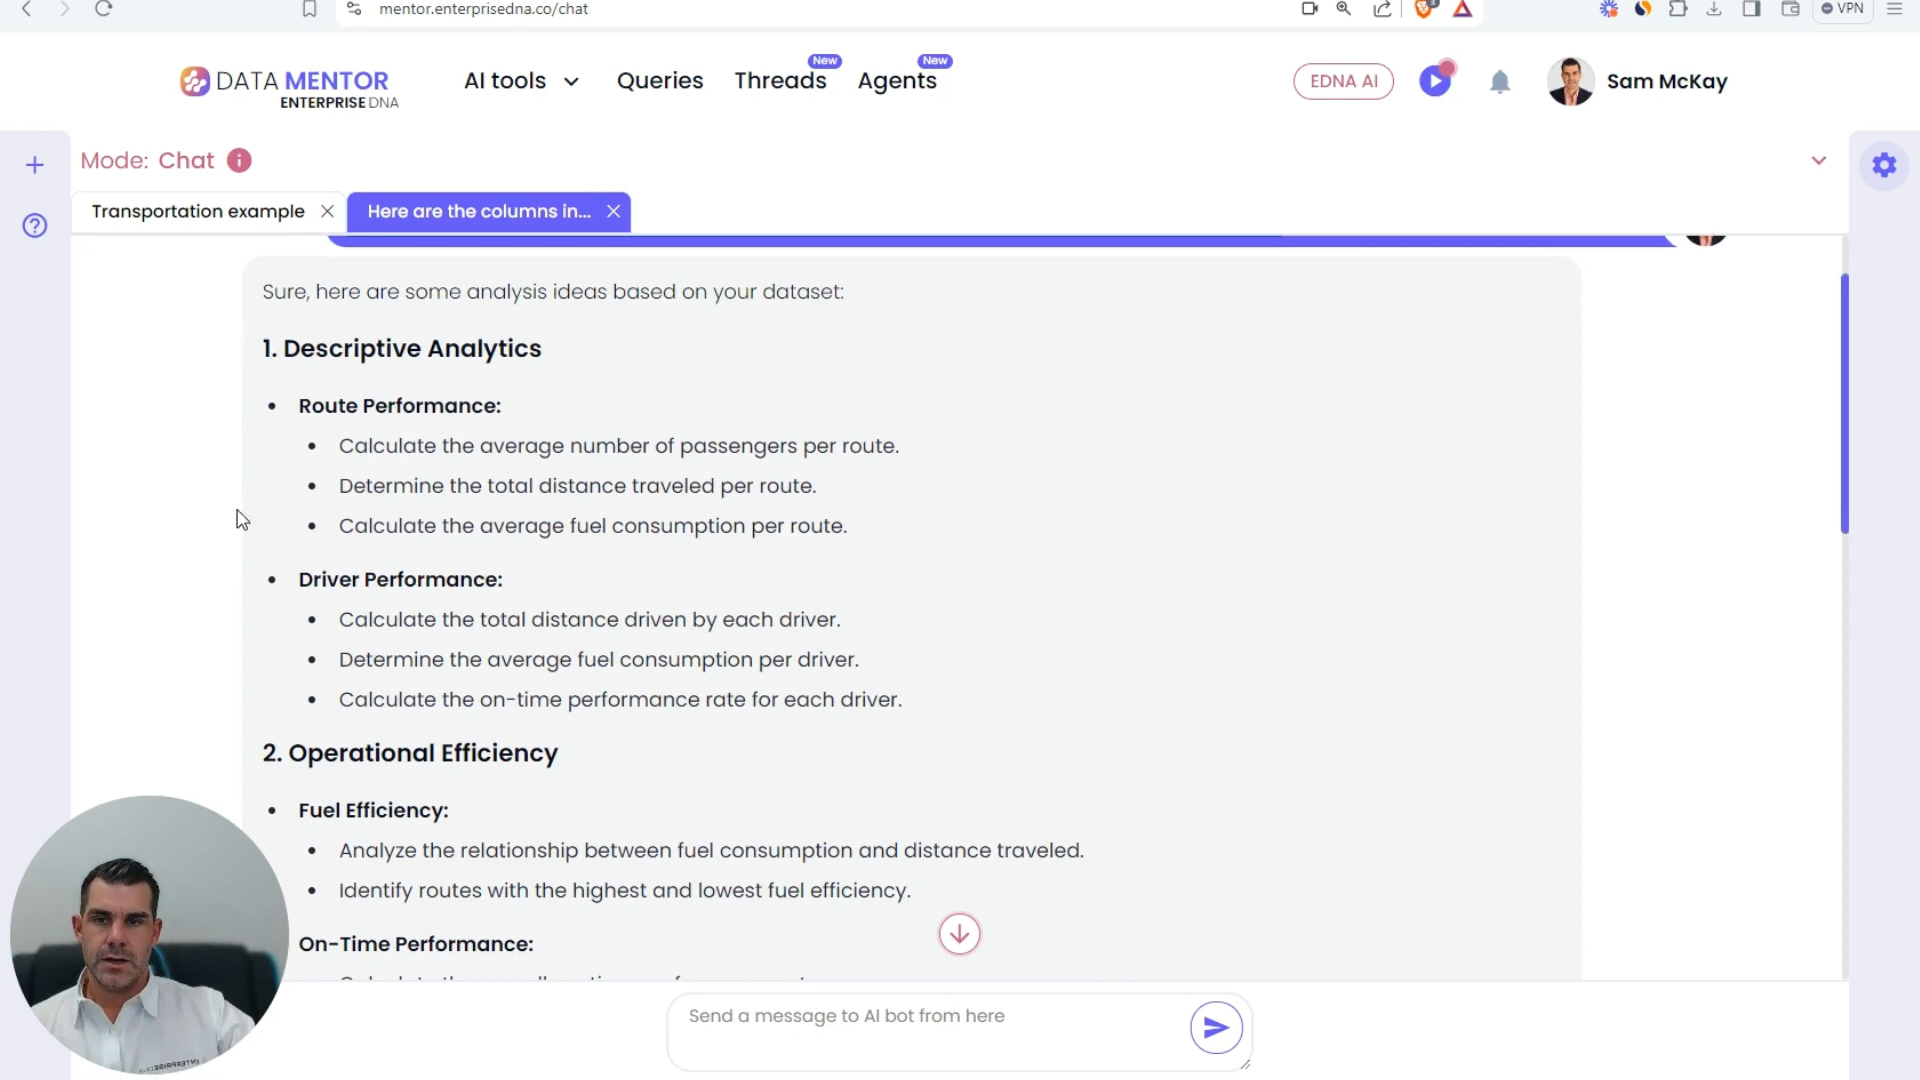 mentor.enterprisedna.co/chat
VPN
DATA MENTOR
ENTERPRISE DNA
AI tools
Queries
Threads
New
Agents
New
EDNA AI
Sam McKay
Mode: Chat
Transportation example
Here are the columns in...
Sure, here are some analysis ideas based on your dataset:
1. Descriptive Analytics
• Route Performance:
• Calculate the average number of passengers per route.
• Determine the total distance traveled per route.
• Calculate the average fuel consumption per route.
• Driver Performance:
• Calculate the total distance driven by each driver.
• Determine the average fuel consumption per driver.
• Calculate the on-time performance rate for each driver.
2. Operational Efficiency
• Fuel Efficiency:
• Analyze the relationship between fuel consumption and distance traveled.
• Identify routes with the highest and lowest fuel efficiency.
On-Time Performance:
Send a message to AI bot from here